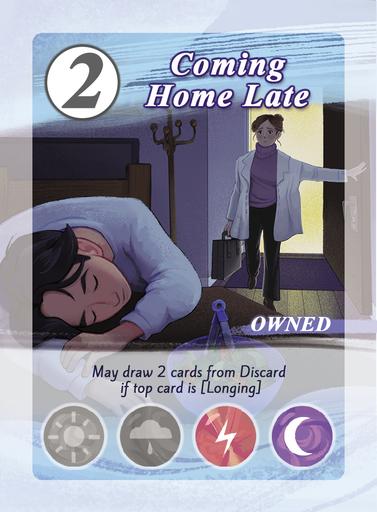 2
Coming
Home Late
OWNED
May draw 2 cards from Discard
if top card is [Longing]